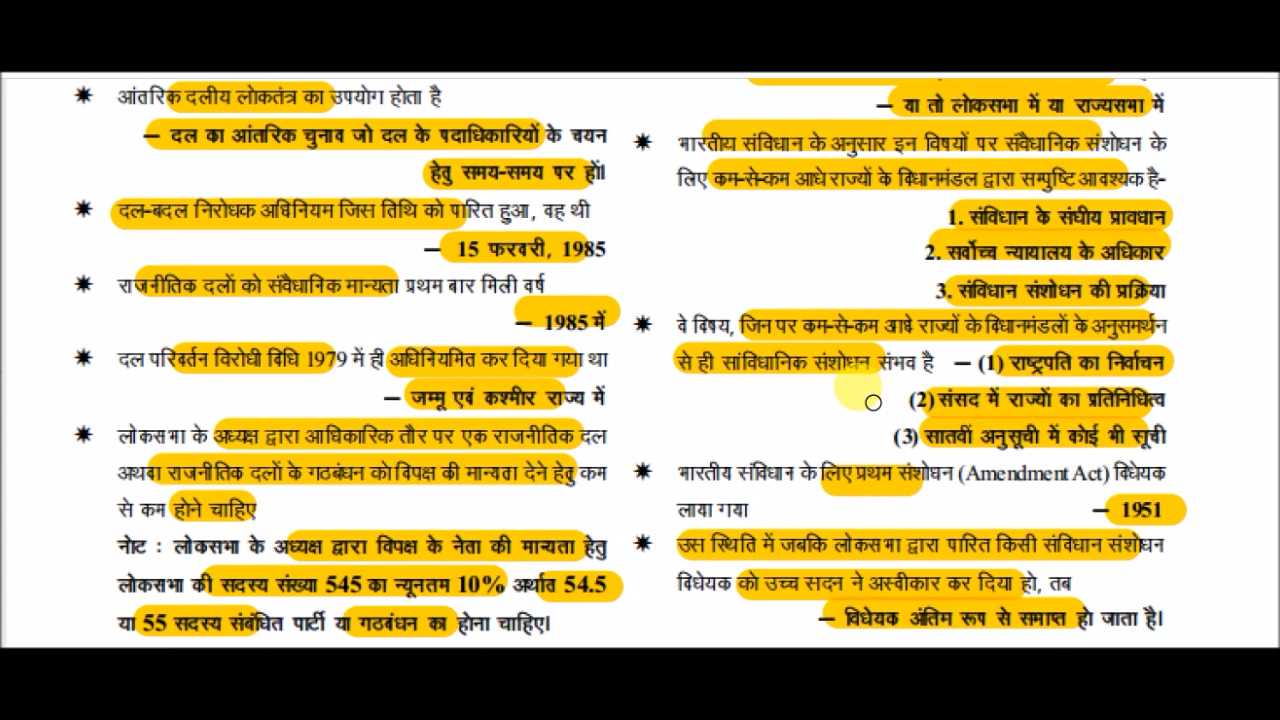 ✷ आंतरिक दलीय लोकतंत्र का उपयोग होता है
– दल का आंतरिक चुनाव जो दल के पदाधिकारियों के चयन
हेतु समय-समय पर हों।
✷ दल-बदल निरोधक अधिनियम जिस तिथि को पारित हुआ, वह थी
– 15 फरवरी, 1985
✷ राजनीतिक दलों को संवैधानिक मान्यता प्रथम बार मिली वर्ष
– 1985 में
✷ दल परिवर्तन विरोधी विधि 1979 में ही अधिनियमित कर दिया गया था
– जम्मू एवं कश्मीर राज्य में
✷ लोकसभा के अध्यक्ष द्वारा आधिकारिक तौर पर एक राजनीतिक दल
अथवा राजनीतिक दलों के गठबंधन को विपक्ष की मान्यता देने हेतु कम
से कम होने चाहिए
नोट : लोकसभा के अध्यक्ष द्वारा विपक्ष के नेता की मान्यता हेतु
लोकसभा की सदस्य संख्या 545 का न्यूनतम 10% अर्थात 54.5
या 55 सदस्य संबंधित पार्टी या गठबंधन का होना चाहिए।
– या तो लोकसभा में या राज्यसभा में
✷ भारतीय संविधान के अनुसार इन विषयों पर संवैधानिक संशोधन के
लिए कम-से-कम आधे राज्यों के विधानमंडल द्वारा सम्पुष्टि आवश्यक है-
1. संविधान के संघीय प्रावधान
2. सर्वोच्च न्यायालय के अधिकार
3. संविधान संशोधन की प्रक्रिया
✷ वे विषय, जिन पर कम-से-कम आधे राज्यों के विधानमंडलों के अनुसमर्थन
से ही सांविधानिक संशोधन संभव है – (1) राष्ट्रपति का निर्वाचन
(2) संसद में राज्यों का प्रतिनिधित्व
(3) सातवीं अनुसूची में कोई भी सूची
✷ भारतीय संविधान के लिए प्रथम संशोधन (Amendment Act) विधेयक
लाया गया – 1951
✷ उस स्थिति में जबकि लोकसभा द्वारा पारित किसी संविधान संशोधन
विधेयक को उच्च सदन ने अस्वीकार कर दिया हो, तब
– विधेयक अंतिम रूप से समाप्त हो जाता है।